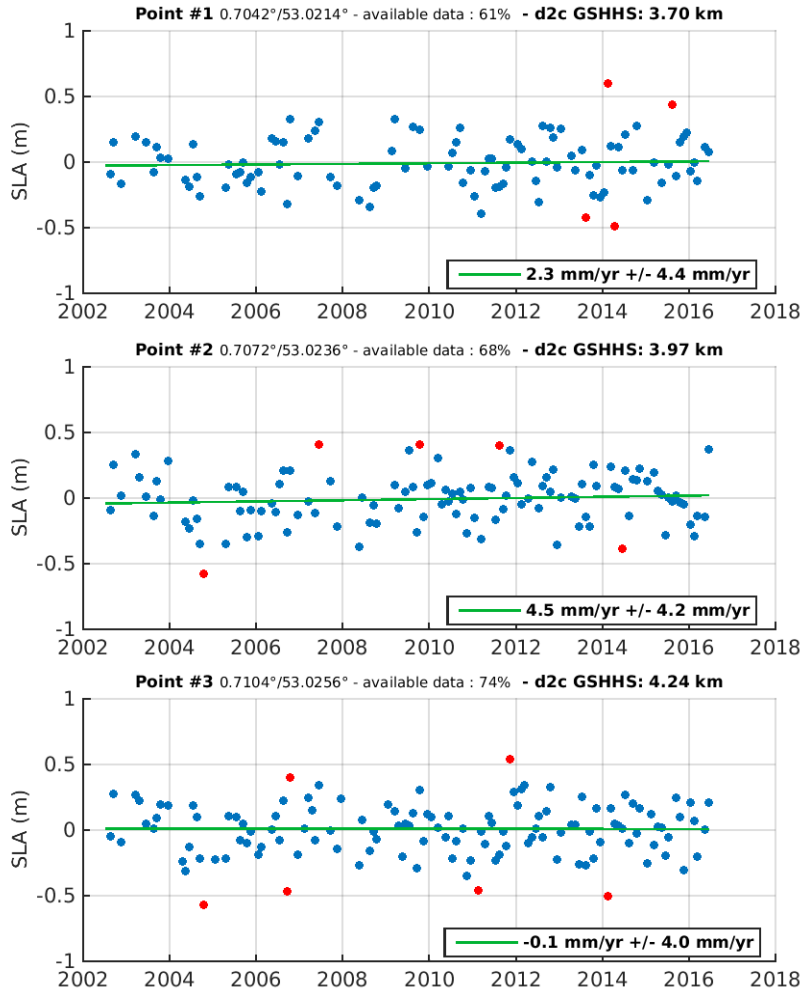 Point #1 0.7042°/53.0214° - available data : 61% - d2c GSHHS: 3.70 km
1
0.5
0
-0.5
-1
SLA (m)
2.3 mm/yr +/- 4.4 mm/yr
2002 2004 2006 2008 2010 2012 2014 2016 2018
Point #2 0.7072°/53.0236° - available data : 68% - d2c GSHHS: 3.97 km
1
0.5
0
-0.5
-1
SLA (m)
4.5 mm/yr +/- 4.2 mm/yr
2002 2004 2006 2008 2010 2012 2014 2016 2018
Point #3 0.7104°/53.0256° - available data : 74% - d2c GSHHS: 4.24 km
1
0.5
0
-0.5
-1
SLA (m)
-0.1 mm/yr +/- 4.0 mm/yr
2002 2004 2006 2008 2010 2012 2014 2016 2018